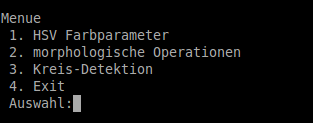 Menue
1. HSV Farbparameter
2. morphologische Operationen
3. Kreis-Detektion
4. Exit
Auswahl: